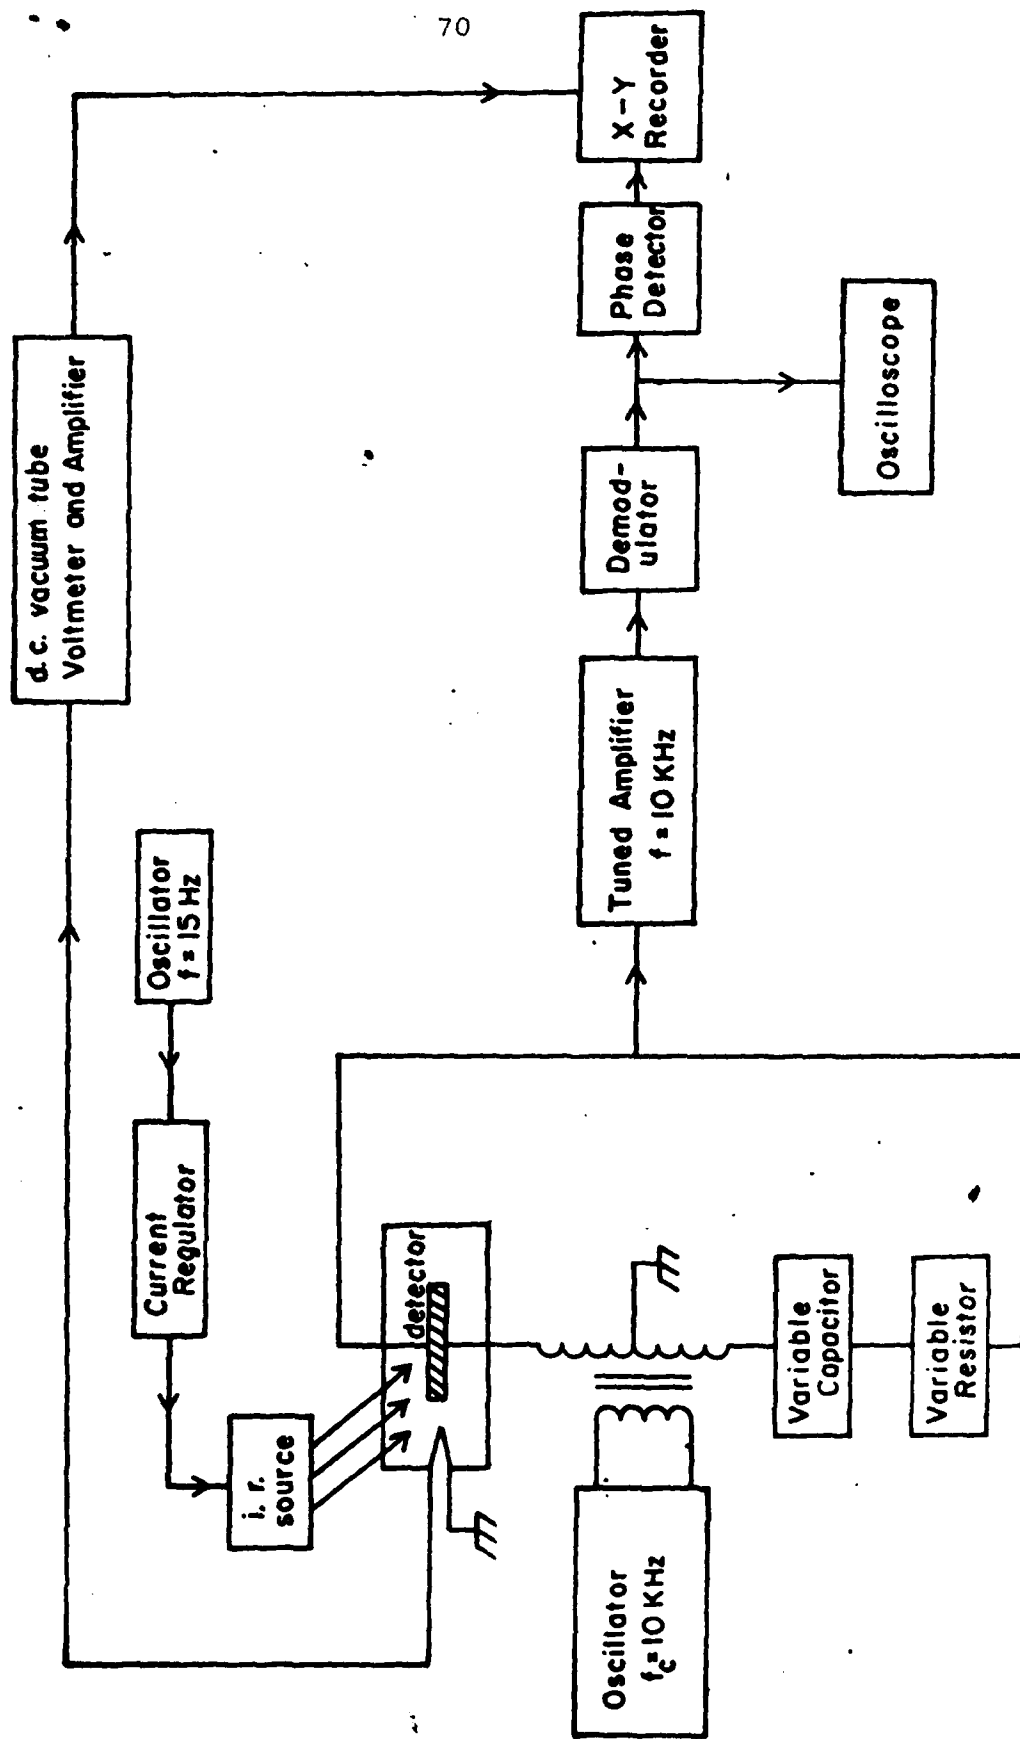 70
d.c. vacuum tube
Voltmeter and Amplifier
X-Y
Recorder
Oscillator
f = 15 Hz
Current
Regulator
i. r.
source
detector
Phase
Detector
Demod-
ulator
Tuned Amplifier
f = 10 KHz
Oscilloscope
Oscillator
fc = 10 KHz
Variable
Capacitor
Variable
Resistor